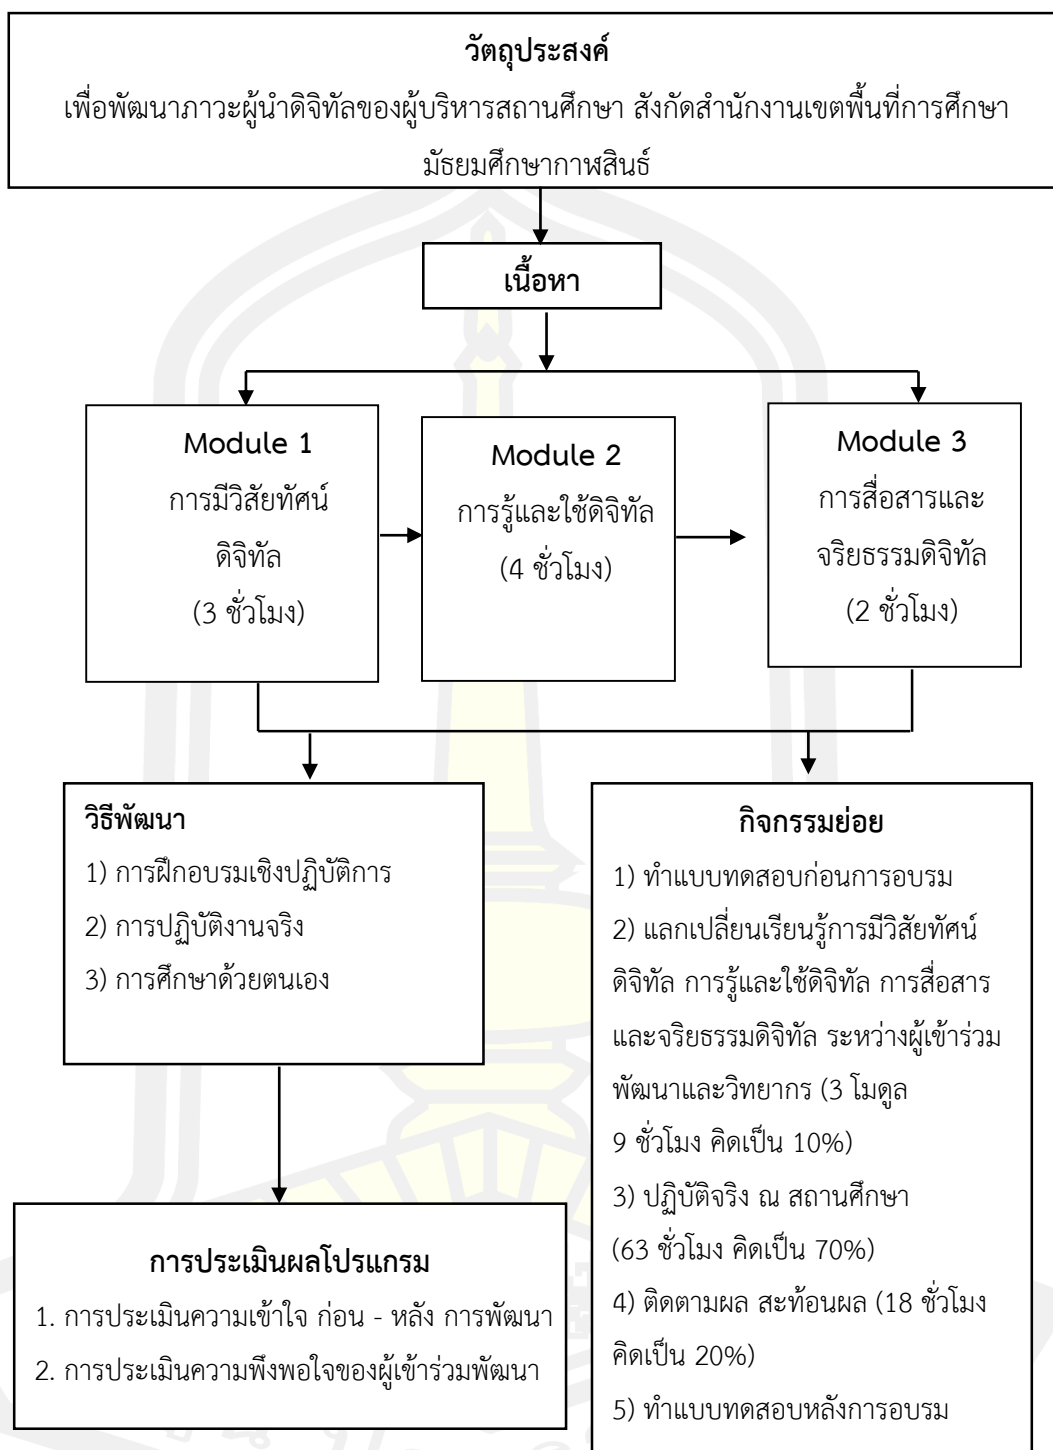 วัตถุประสงค์
เพื่อพัฒนาภาวะผู้นำดิจิทัลของผู้บริหารสถานศึกษา สังกัดสำนักงานเขตพื้นที่การศึกษา
มัธยมศึกษากาฬสินธุ์
เนื้อหา
Module 1
การมีวิสัยทัศน์
ดิจิทัล
(3 ชั่วโมง)
Module 2
การรู้และใช้ดิจิทัล
(4 ชั่วโมง)
Module 3
การสื่อสารและ
จริยธรรมดิจิทัล
(2 ชั่วโมง)
วิธีพัฒนา
1) การฝึกอบรมเชิงปฏิบัติการ
2) การปฏิบัติงานจริง
3) การศึกษาด้วยตนเอง
กิจกรรมย่อย
1) ทำแบบทดสอบก่อนการอบรม
2) แลกเปลี่ยนเรียนรู้การมีวิสัยทัศน์
ดิจิทัล การรู้และใช้ดิจิทัล การสื่อสาร
และจริยธรรมดิจิทัล ระหว่างผู้เข้าร่วม
พัฒนาและวิทยากร (3 โมดูล
9 ชั่วโมง คิดเป็น 10%)
3) ปฏิบัติจริง ณ สถานศึกษา
(63 ชั่วโมง คิดเป็น 70%)
4) ติดตามผล สะท้อนผล (18 ชั่วโมง
คิดเป็น 20%)
5) ทำแบบทดสอบหลังการอบรม
การประเมินผลโปรแกรม
1. การประเมินความเข้าใจ ก่อน - หลัง การพัฒนา
2. การประเมินความพึงพอใจของผู้เข้าร่วมพัฒนา